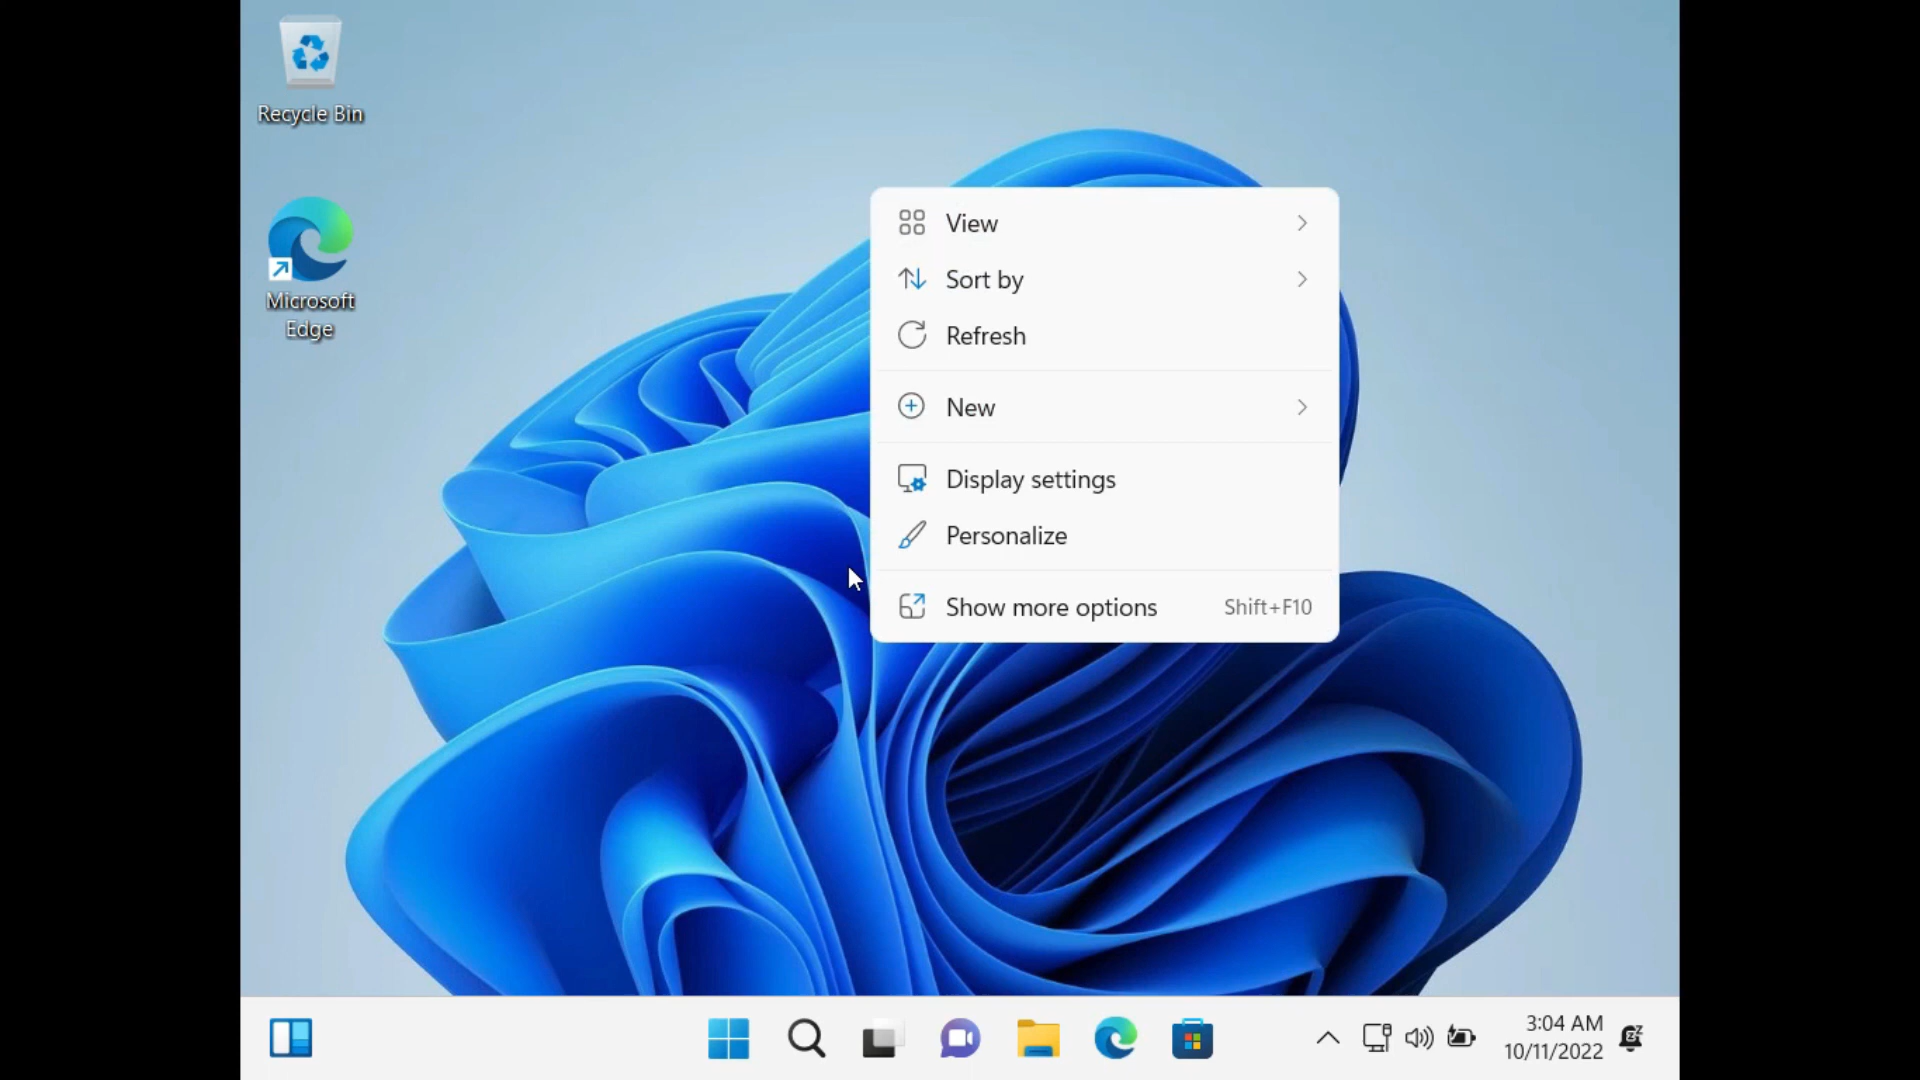 Recycle Bin
Microsoft
Edge
View
Sort by
Refresh
New
Display settings
Personalize
Show more options Shift+F10
3:04 AM
10/11/2022